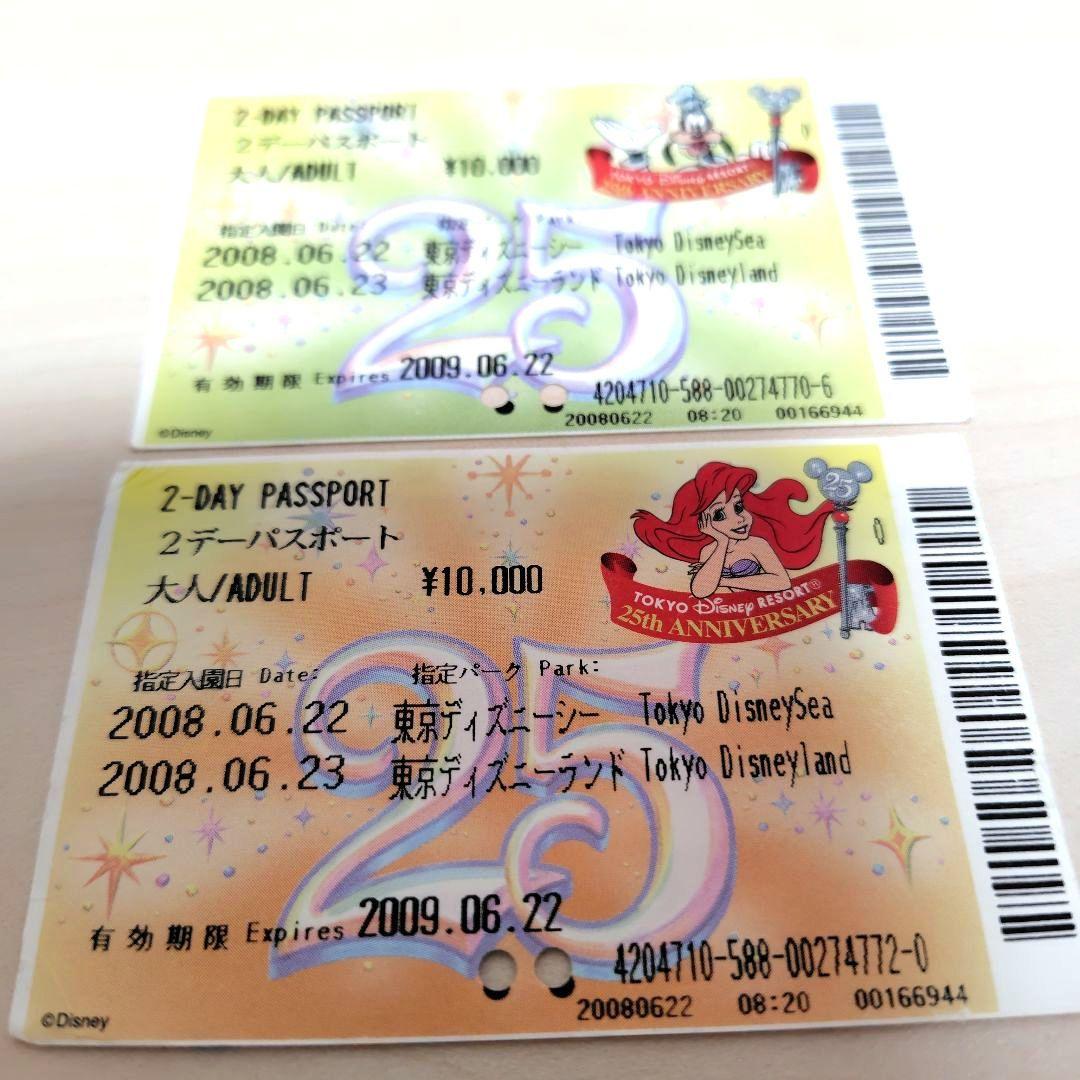 2-DAY PASSPORT
2デーパスポート
大人/ADULT ¥10,000
TOKYO Disney RESORT
25th ANNIVERSARY
指定入園日 Date: Park:
2008.06.22 東京ディズニーシー Tokyo DisneySea
2008.06.23 東京ディズニーランド Tokyo Disneyland
25
有効期限 Expires 2009.06.22
4204710-588-00274770-6
20080622 08:20 00166944
©Disney
2-DAY PASSPORT
2デーパスポート
大人/ADULT ¥10,000
25
TOKYO Disney RESORT®
25th ANNIVERSARY
指定入園日 Date: 指定パーク Park:
2008.06.22 東京ディズニーシー Tokyo DisneySea
2008.06.23 東京ディズニーランド Tokyo Disneyland
25
有効期限 Expires 2009.06.22
4204710-588-00274772-0
20080622 08:20 00166944
©Disney